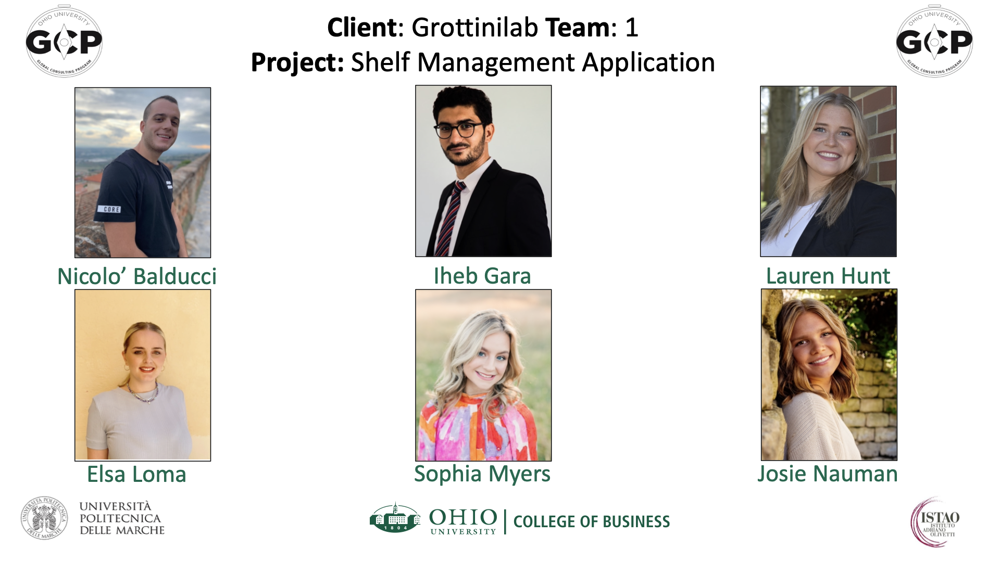 OHIO UNIVERSITY
GCP
GLOBAL CONSULTING PROGRAM
Client: Grottinilab Team: 1
Project: Shelf Management Application
OHIO UNIVERSITY
GCP
GLOBAL CONSULTING PROGRAM
CORE
Nicolo’ Balducci
Iheb Gara
Lauren Hunt
Elsa Loma
Sophia Myers
Josie Nauman
UNIVERSITÀ POLITECNICA
DELLE MARCHE
UNIVERSITÀ
POLITECNICA
DELLE MARCHE
1804
OHIO
UNIVERSITY
COLLEGE OF BUSINESS
ISTAO
ISTITUTO
ADRIANO
OLIVETTI